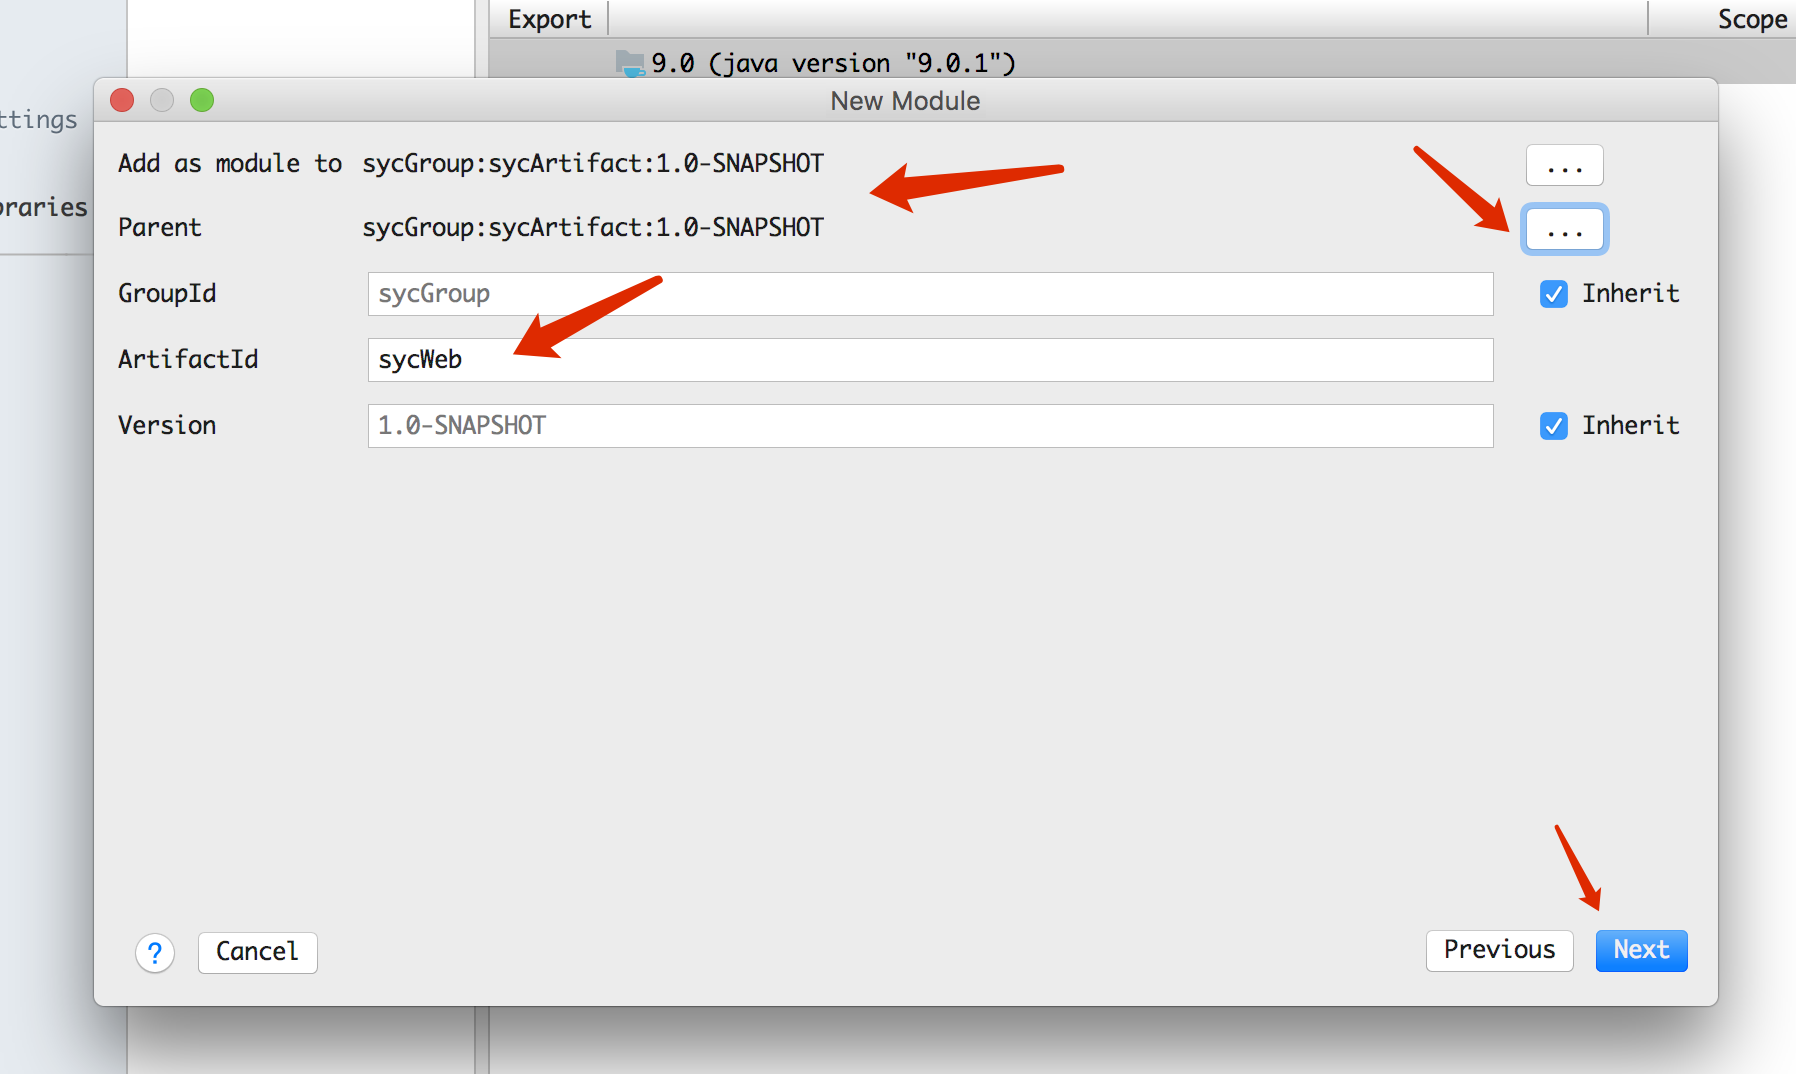 Export Scope
9.0 (java version "9.0.1")
New Module
ttings
Add as module to sycGroup:sycArtifact:1.0-SNAPSHOT ...
braries
Parent sycGroup:sycArtifact:1.0-SNAPSHOT ...
GroupId sycGroup Inherit
ArtifactId sycWeb
Version 1.0-SNAPSHOT Inherit
? Cancel Previous Next